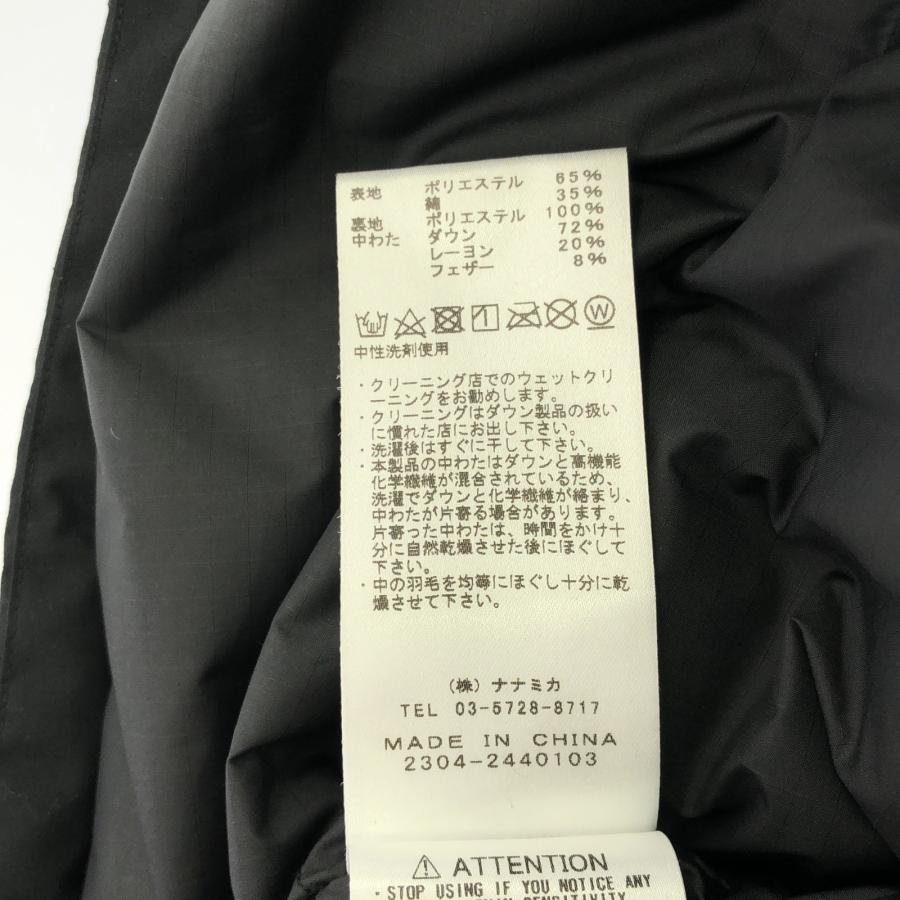 表地 ポリエステル 65%
綿 35%
裏地 ポリエステル 100%
中わた ダウン 72%
レーヨン 20%
フェザー 8%
W
中性洗剤使用
・クリーニング店でのウェットクリ
ーニングをお勧めします。
・クリーニングはダウン製品の扱い
に慣れた店にお出し下さい。
・洗濯後はすぐに干して下さい。
・本製品の中わたはダウンと高機能
化学繊維が混合されているため、
洗濯でダウンと化学繊維が絡まり、
中わたが片寄る場合があります。
片寄った中わたは、時間をかけ十
分に自然乾燥させた後にほぐして
下さい。
・中の羽毛を均等にほぐし十分に乾
燥させて下さい。
(株) ナナミカ
TEL 03-5728-8717
MADE IN CHINA
2304-2440103
⚠ ATTENTION
・STOP USING IF YOU NOTICE ANY
SKIN SENSITIVITY